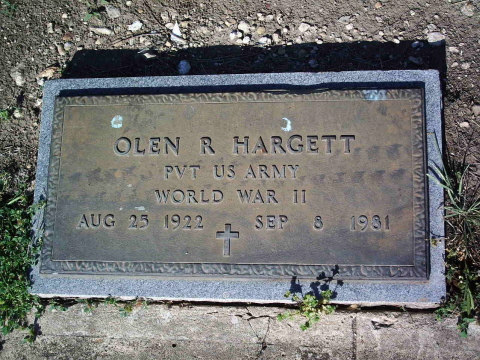 OLEN R HARGETT
PVT US ARMY
WORLD WAR II
AUG 25 1922 SEP 8 1981